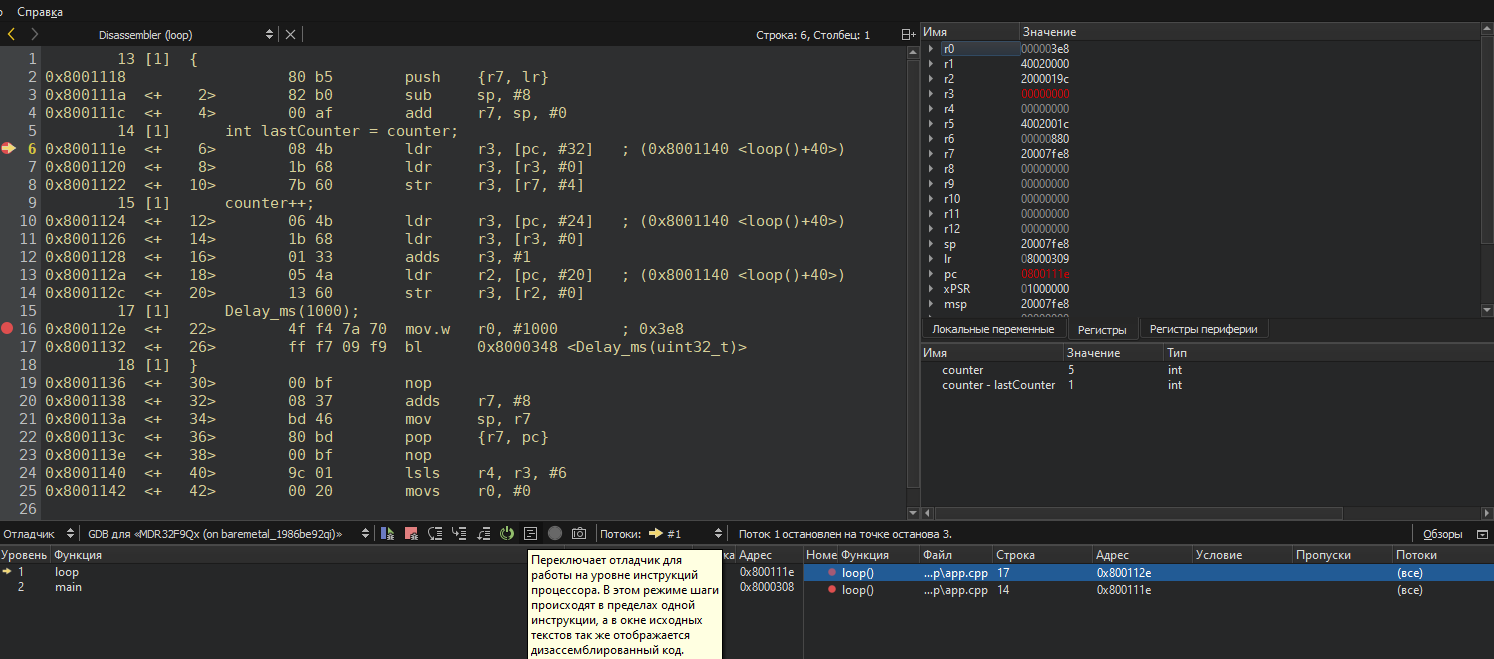 Справка
Disassembler (loop)
Строка: 6, Столбец: 1
1 13 [1] {
2 0x8001118 80 b5 push {r7, lr}
3 0x800111a <+ 2> 82 b0 sub sp, #8
4 0x800111c <+ 4> 00 af add r7, sp, #0
5 14 [1] int lastCounter = counter;
6 0x800111e <+ 6> 08 4b ldr r3, [pc, #32] ; (0x8001140 <loop()+40>)
7 0x8001120 <+ 8> 1b 68 ldr r3, [r3, #0]
8 0x8001122 <+ 10> 7b 60 str r3, [r7, #4]
9 15 [1] counter++;
10 0x8001124 <+ 12> 06 4b ldr r3, [pc, #24] ; (0x8001140 <loop()+40>)
11 0x8001126 <+ 14> 1b 68 ldr r3, [r3, #0]
12 0x8001128 <+ 16> 01 33 adds r3, #1
13 0x800112a <+ 18> 05 4a ldr r2, [pc, #20] ; (0x8001140 <loop()+40>)
14 0x800112c <+ 20> 13 60 str r3, [r2, #0]
15 17 [1] Delay_ms(1000);
16 0x800112e <+ 22> 4f f4 7a 70 mov.w r0, #1000 ; 0x3e8
17 0x8001132 <+ 26> ff f7 09 f9 bl 0x8000348 <Delay_ms(uint32_t)>
18 18 [1] }
19 0x8001136 <+ 30> 00 bf nop
20 0x8001138 <+ 32> 08 37 adds r7, #8
21 0x800113a <+ 34> bd 46 mov sp, r7
22 0x800113c <+ 36> 80 bd pop {r7, pc}
23 0x800113e <+ 38> 00 bf nop
24 0x8001140 <+ 40> 9c 01 lsls r4, r3, #6
25 0x8001142 <+ 42> 00 20 movs r0, #0
26
Имя Значение
r0 000003e8
r1 40020000
r2 2000019c
r3 00000000
r4 00000000
r5 4002001c
r6 00000880
r7 20007fe8
r8 00000000
r9 00000000
r10 00000000
r11 00000000
r12 00000000
sp 20007fe8
lr 08000309
pc 0800111e
xPSR 01000000
msp 20007fe8
Локальные переменные Регистры Регистры периферии
Имя Значение Тип
counter 5 int
counter - lastCounter 1 int
Отладчик GDB для «MDR32F9Qx (on baremetal_1986be92qi)» Потоки: #1 Поток 1 остановлен на точке останова 3. Обзоры
Уровень Функция Адрес
1 loop 0x800111e
2 main 0x8000308
Переключает отладчик для
работы на уровне инструкций
процессора. В этом режиме шаги
происходят в пределах одной
инструкции, а в окне исходных
текстов так же отображается
дизассемблированный код.
Номе Функция Файл Строка Адрес Условие Пропуски Потоки
loop() ...p\app.cpp 17 0x800112e (все)
loop() ...p\app.cpp 14 0x800111e (все)